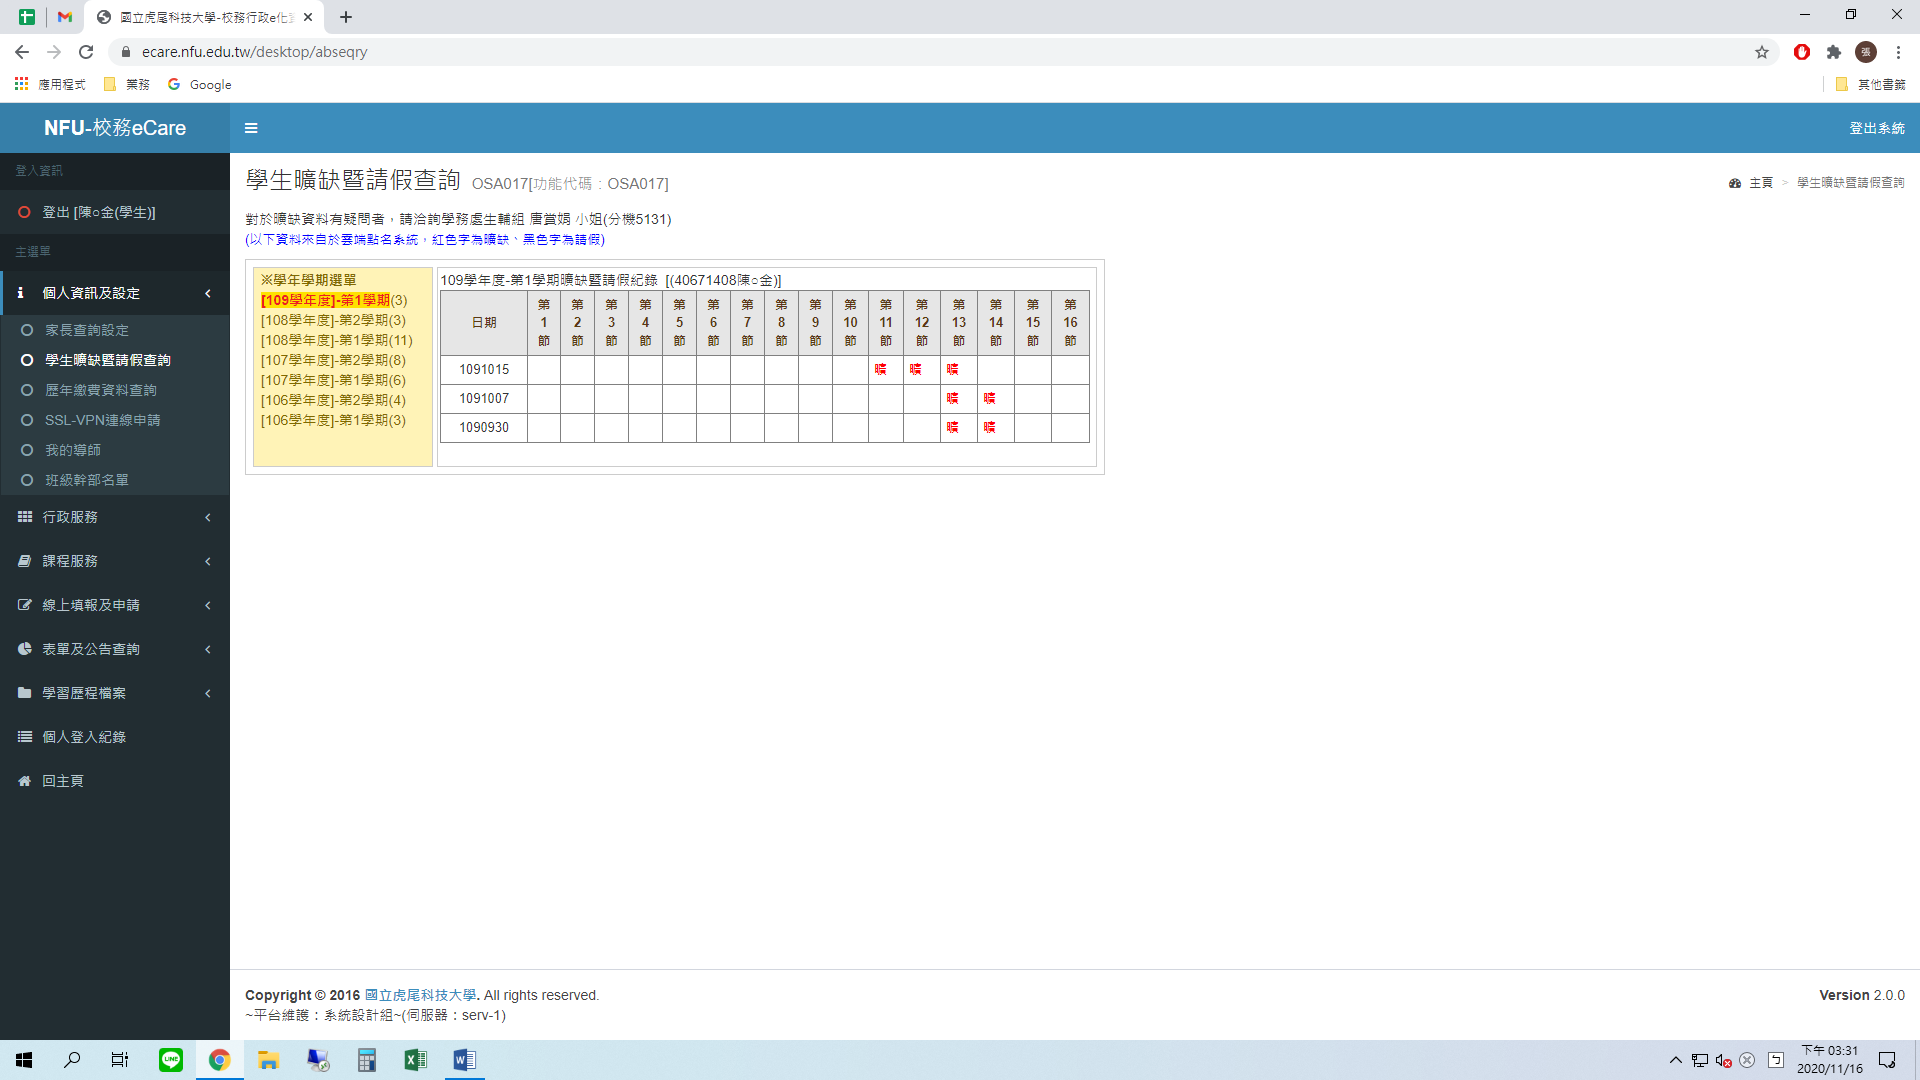 國立虎尾科技大學-校務行政e化
ecare.nfu.edu.tw/desktop/abseqry
張
應用程式
業務
Google
其他書籤
NFU-校務eCare
登出系統
登入資訊
登出 [陳○金(學生)]
主選單
個人資訊及設定
家長查詢設定
學生曠缺暨請假查詢
歷年繳費資料查詢
SSL-VPN連線申請
我的導師
班級幹部名單
行政服務
課程服務
線上填報及申請
表單及公告查詢
學習歷程檔案
個人登入紀錄
回主頁
學生曠缺暨請假查詢 OSA017[功能代碼：OSA017]
主頁 > 學生曠缺暨請假查詢
對於曠缺資料有疑問者，請洽詢學務處生輔組 唐 娟 小姐(分機5131)
(以下資料來自於雲端點名系統，紅色字為曠缺、黑色字為請假)
※學年學期選單
[109學年度]-第1學期(3)
[108學年度]-第2學期(3)
[108學年度]-第1學期(11)
[107學年度]-第2學期(8)
[107學年度]-第1學期(6)
[106學年度]-第2學期(4)
[106學年度]-第1學期(3)
109學年度-第1學期曠缺暨請假紀錄 [(40671408陳○金)]
日期 第1節 第2節 第3節 第4節 第5節 第6節 第7節 第8節 第9節 第10節 第11節 第12節 第13節 第14節 第15節 第16節
1091015 曠 曠 曠
1091007 曠 曠
1090930 曠 曠
Copyright © 2016 國立虎尾科技大學. All rights reserved.
Version 2.0.0
~平台維護：系統設計組~(伺服器：serv-1)
LINE
下午 03:31
2020/11/16